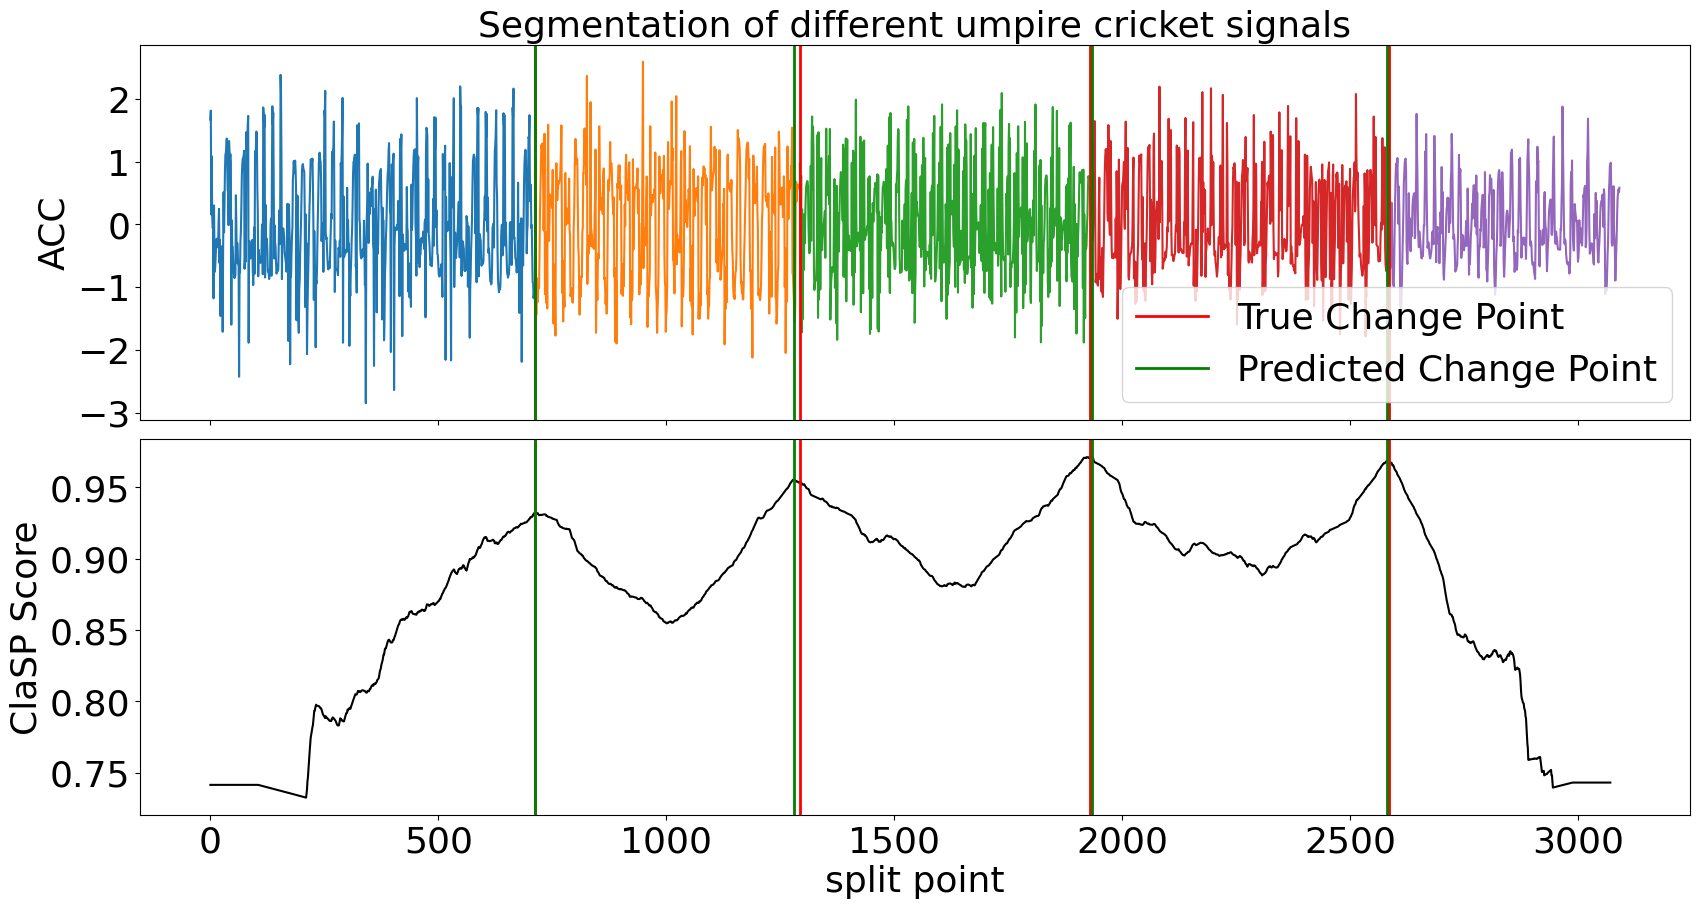 Segmentation of different umpire cricket signals
ACC
2
1
0
−1
−2
−3
True Change Point
Predicted Change Point
ClaSP Score
0.95
0.90
0.85
0.80
0.75
0 500 1000 1500 2000 2500 3000
split point